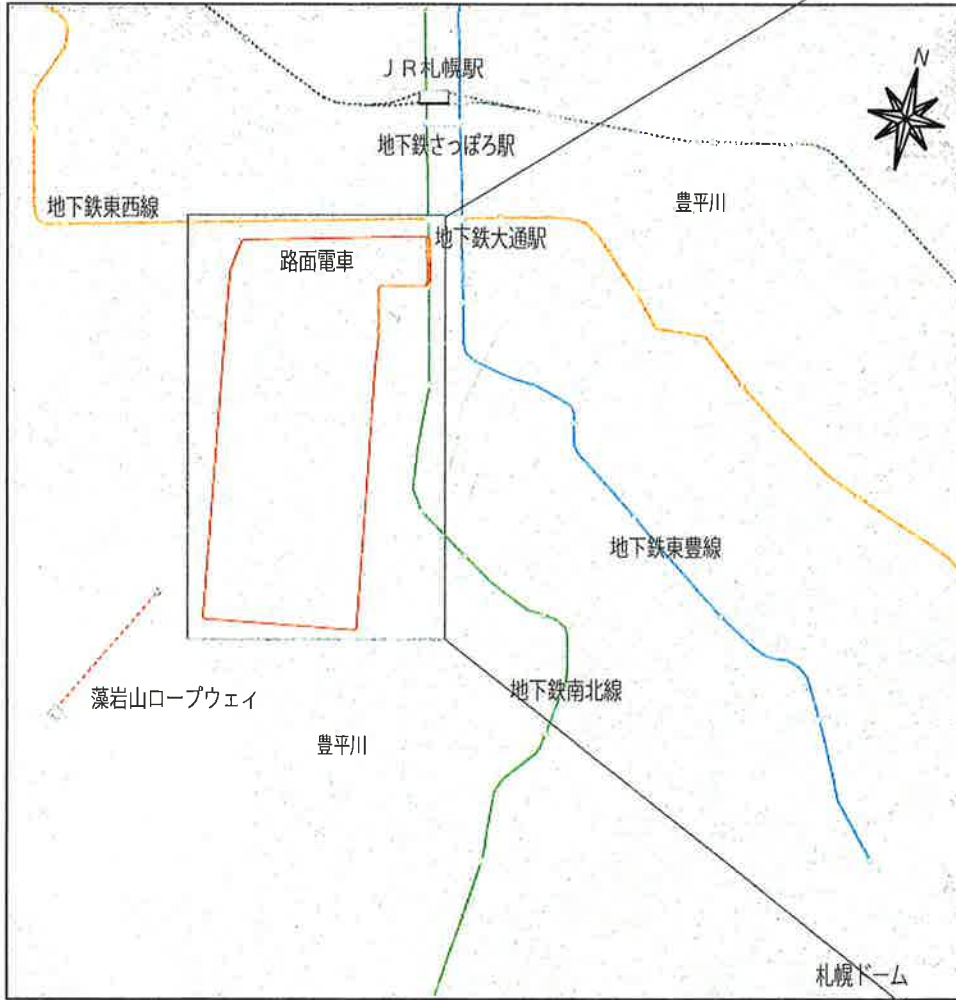 N
JR札幌駅
地下鉄さっぽろ駅
豊平川
地下鉄東西線
地下鉄大通駅
路面電車
地下鉄東豊線
藻岩山ロープウェイ
地下鉄南北線
豊平川
札幌ドーム